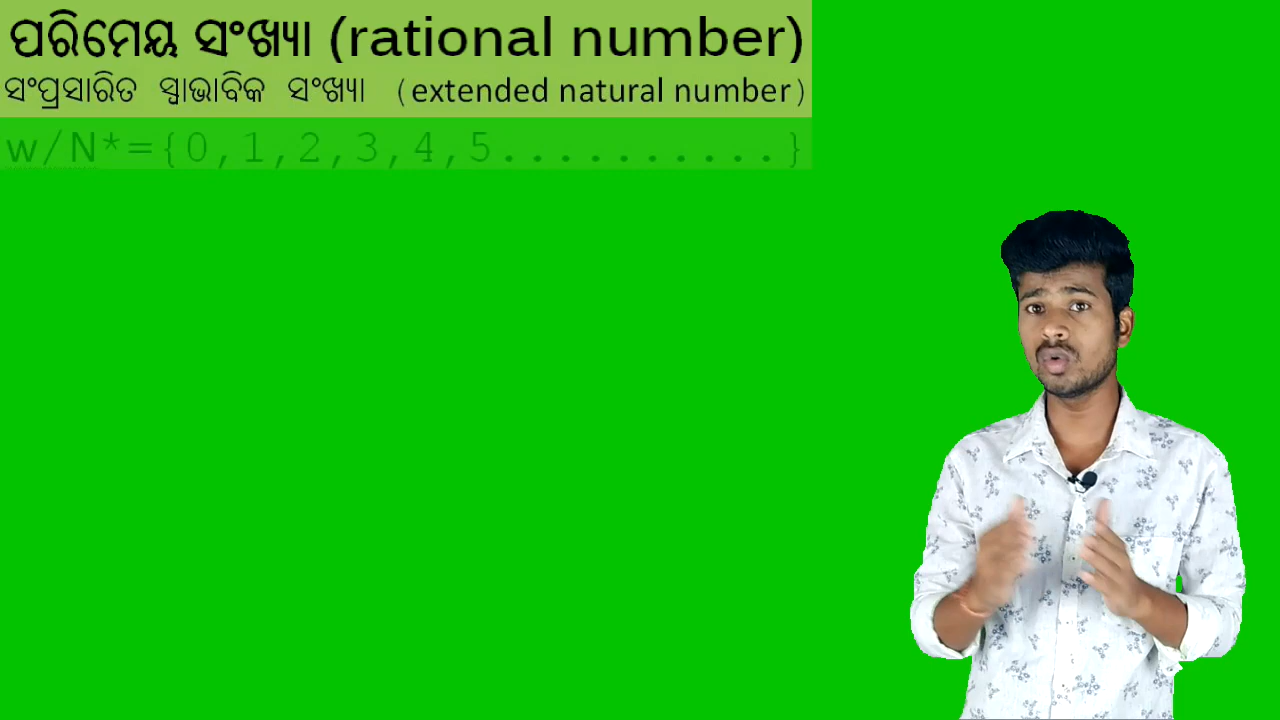 ପରିମେୟ ସଂଖ୍ୟା (rational number)
ସଂପ୍ରସାରିତ ସ୍ଵାଭାବିକ ସଂଖ୍ୟା (extended natural number)
w/N*={0,1,2,3,4,5..........}